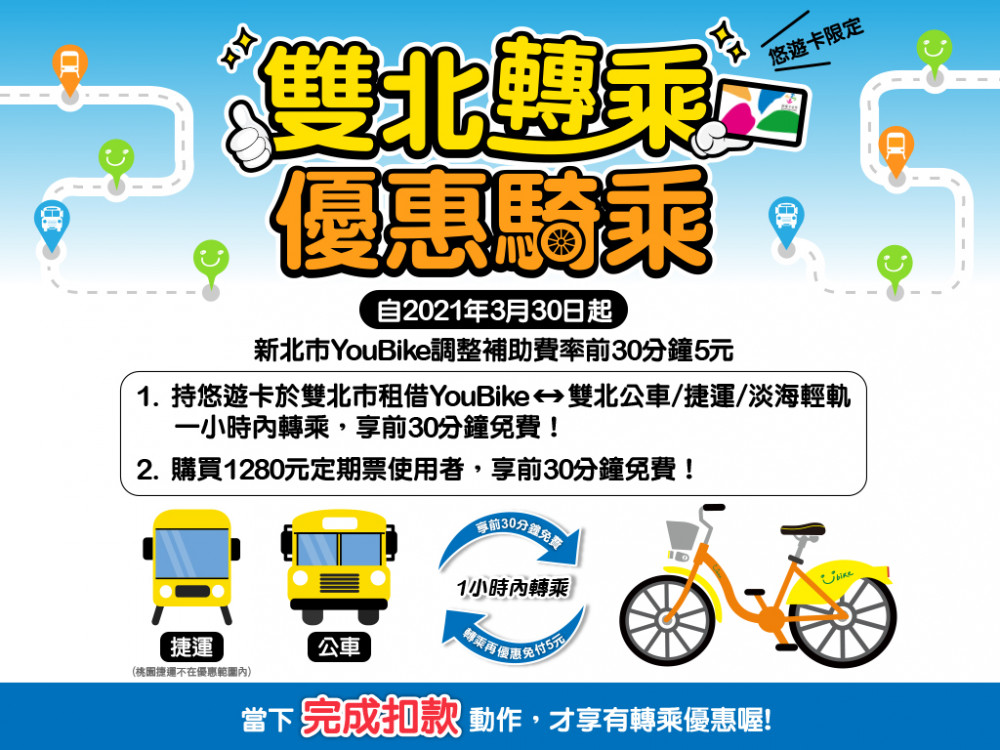 悠遊卡限定
雙北轉乘
優惠騎乘
自2021年3月30日起
新北市YouBike調整補助費率前30分鐘5元
1. 持悠遊卡於雙北市租借YouBike↔雙北公車/捷運/淡海輕軌
一小時內轉乘，享前30分鐘免費！
2. 購買1280元定期票使用者，享前30分鐘免費！
享前30分鐘免費
1小時內轉乘
轉乘再優惠免付5元
Ubike
捷運
公車
(桃園捷運不在優惠範圍內)
當下 完成扣款 動作，才享有轉乘優惠喔!